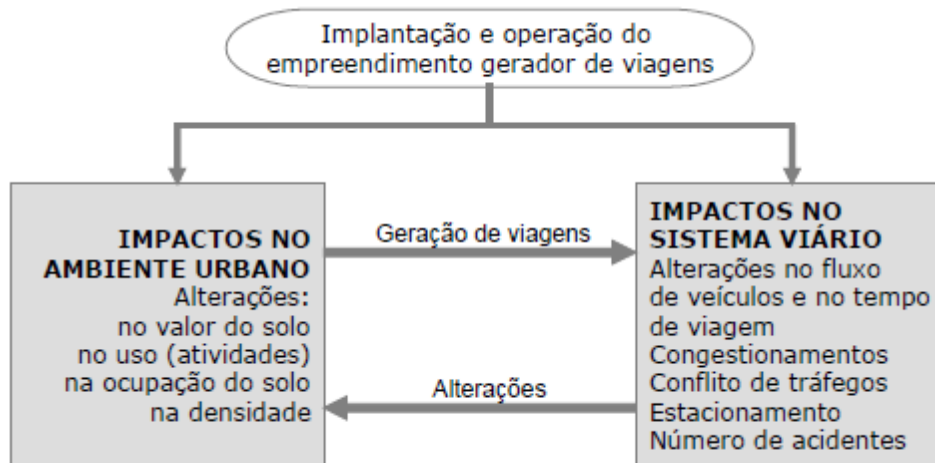 Implantação e operação do
empreendimento gerador de viagens
IMPACTOS NO
AMBIENTE URBANO
Alterações:
no valor do solo
no uso (atividades)
na ocupação do solo
na densidade
Geração de viagens
Alterações
IMPACTOS NO
SISTEMA VIÁRIO
Alterações no fluxo
de veículos e no tempo
de viagem
Congestionamentos
Conflito de tráfegos
Estacionamento
Número de acidentes